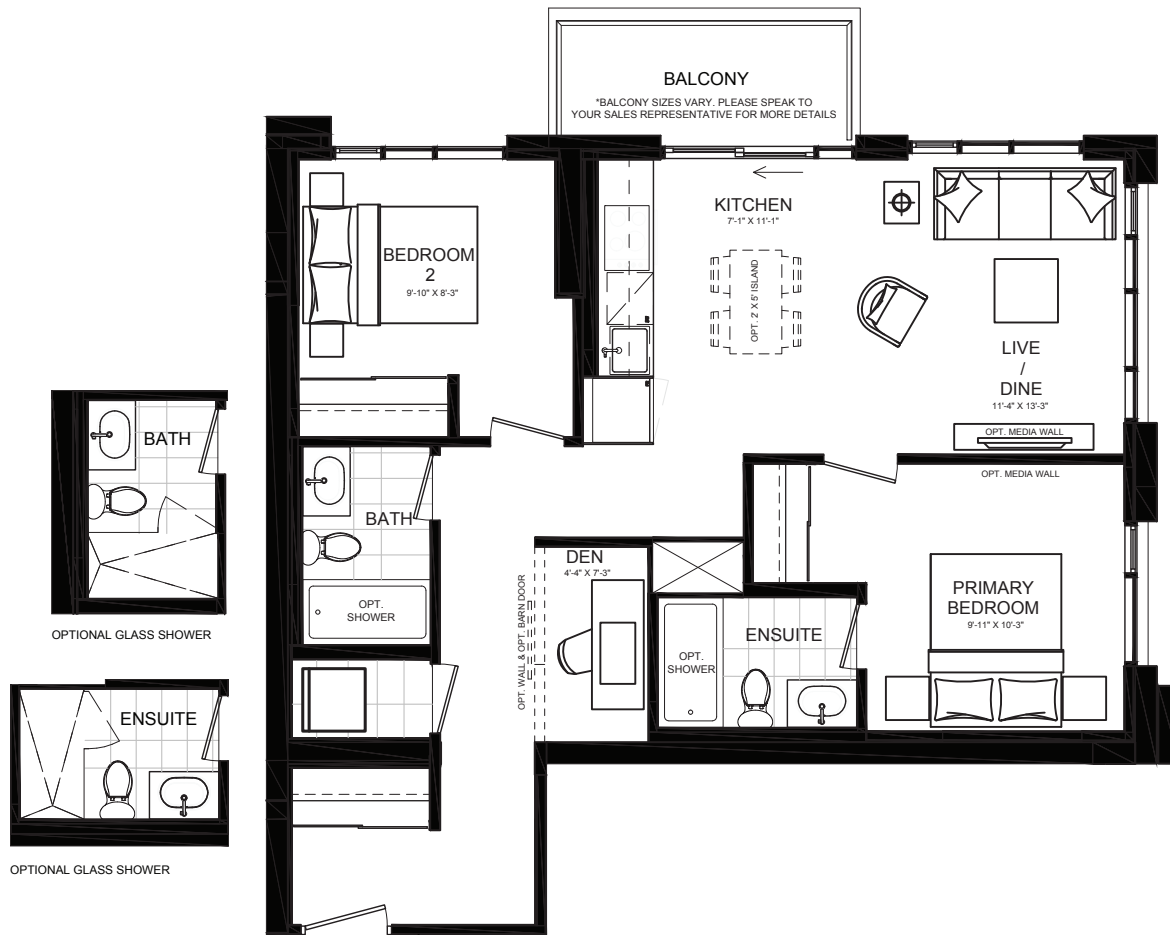 BALCONY
*BALCONY SIZES VARY. PLEASE SPEAK TO
YOUR SALES REPRESENTATIVE FOR MORE DETAILS
KITCHEN
7'-1" X 11'-1"
BEDROOM
2
9'-10" X 8'-3"
OPT. 2' X 5' ISLAND
LIVE
/
DINE
11'-4" X 13'-3"
OPT. MEDIA WALL
OPT. MEDIA WALL
BATH
OPTIONAL GLASS SHOWER
BATH
OPT.
SHOWER
DEN
4'-4" X 7'-3"
OPT. WALL & OPT. BARN DOOR
PRIMARY
BEDROOM
9'-11" X 10'-3"
ENSUITE
OPT.
SHOWER
ENSUITE
OPTIONAL GLASS SHOWER